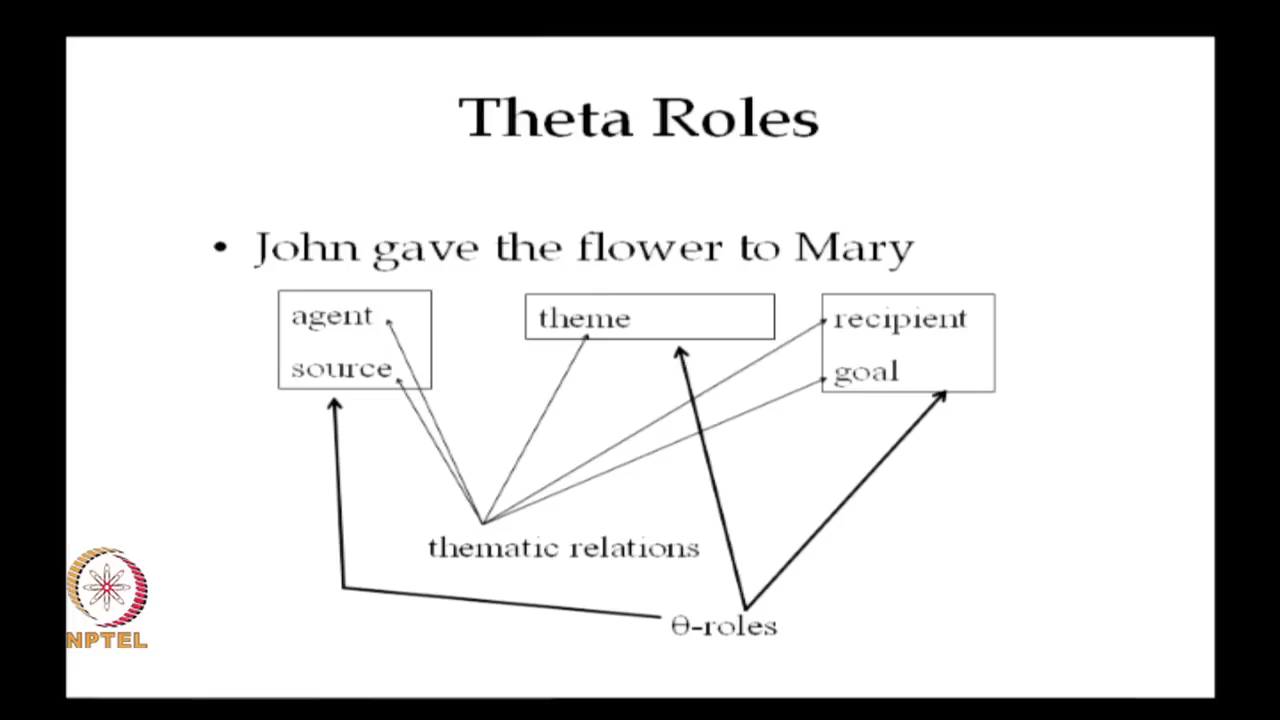 Theta Roles
• John gave the flower to Mary
agent
source
theme
recipient
goal
thematic relations
θ-roles
NPTEL